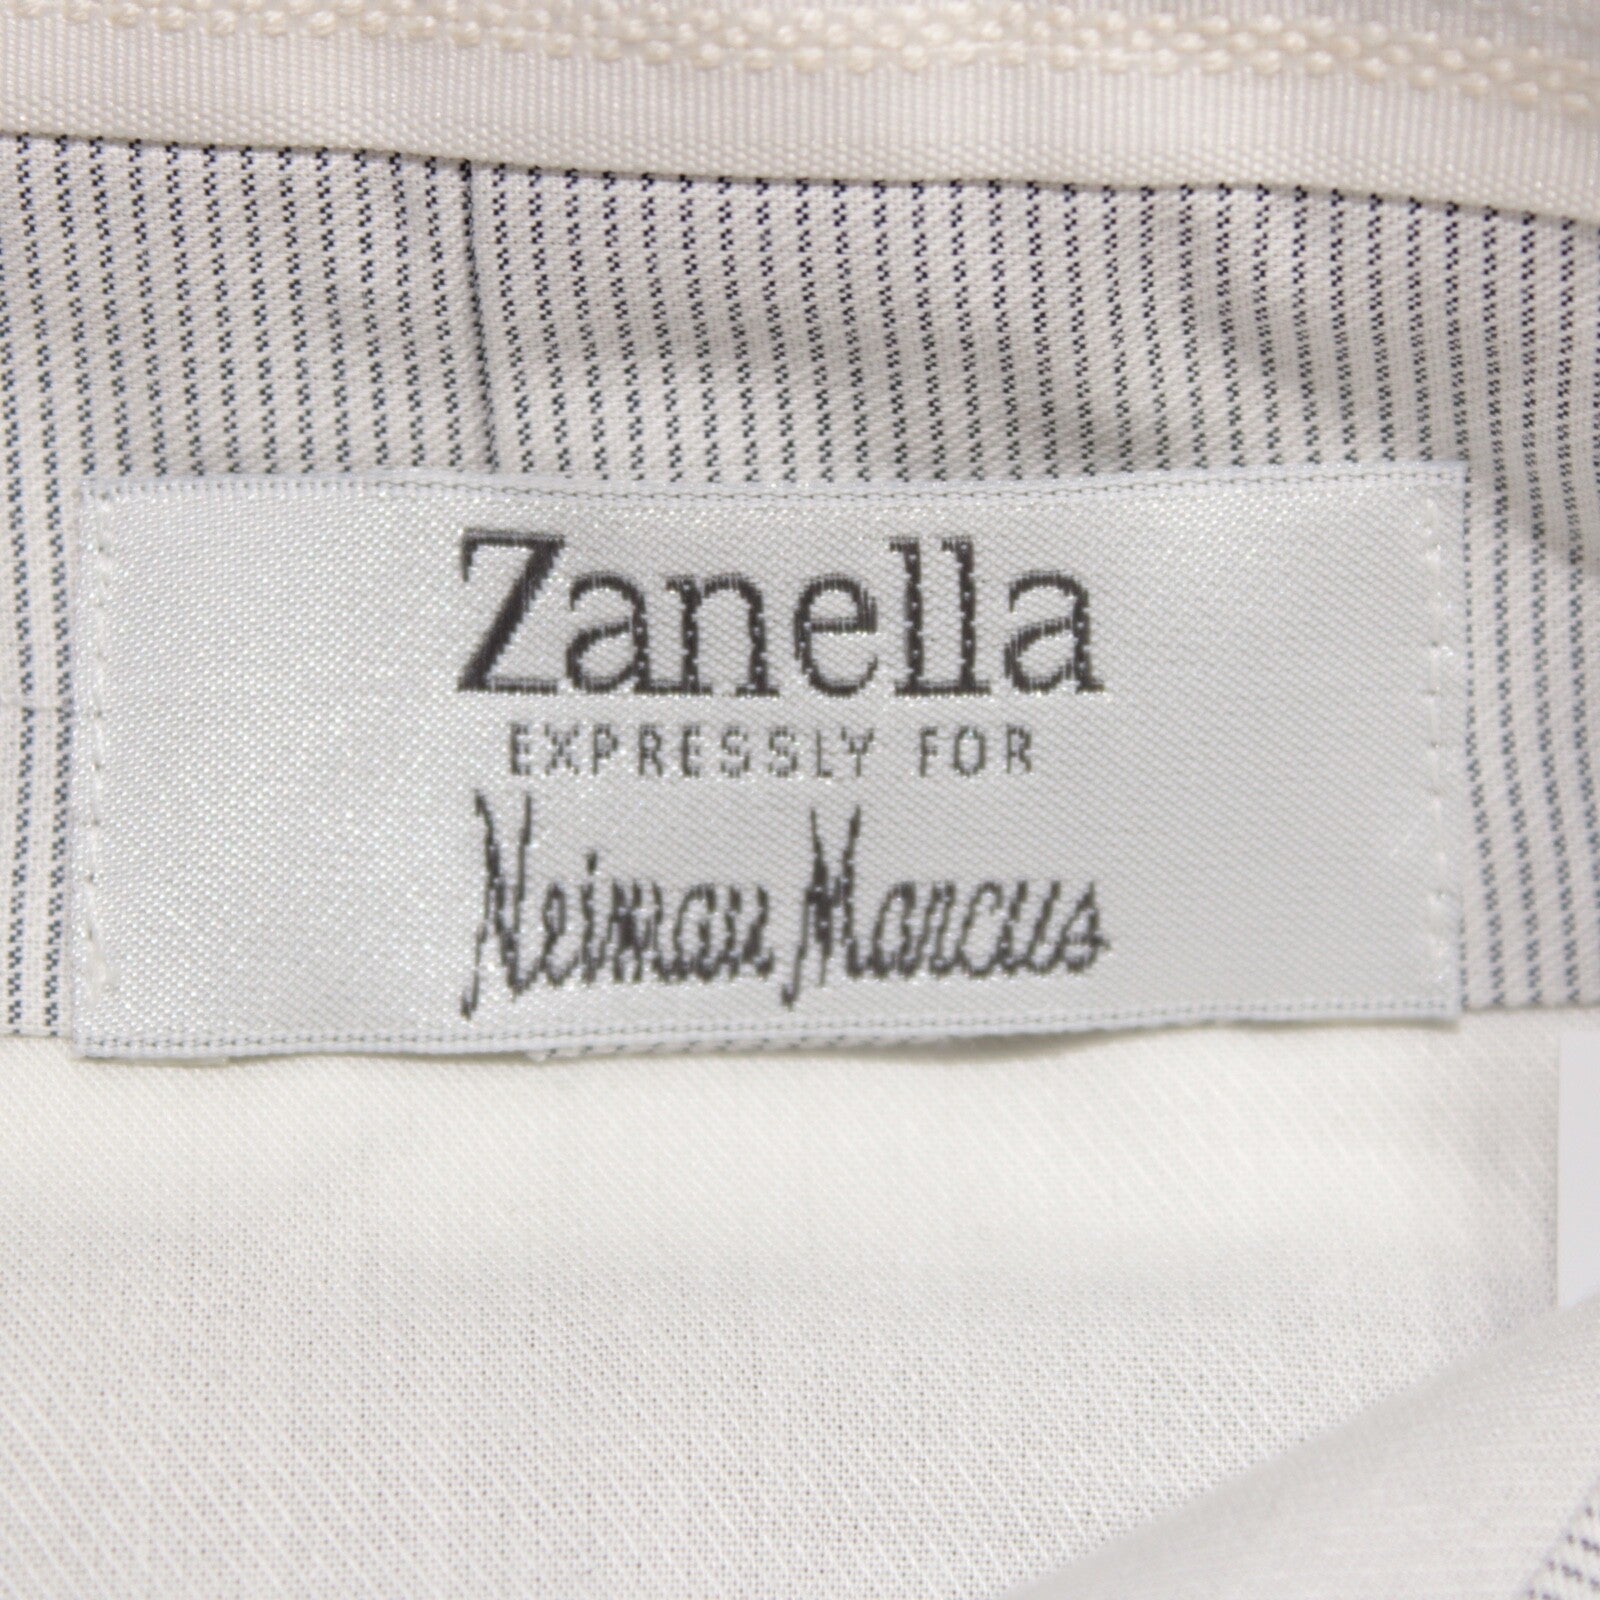 Zanella
EXPRESSLY FOR
Neiman Marcus